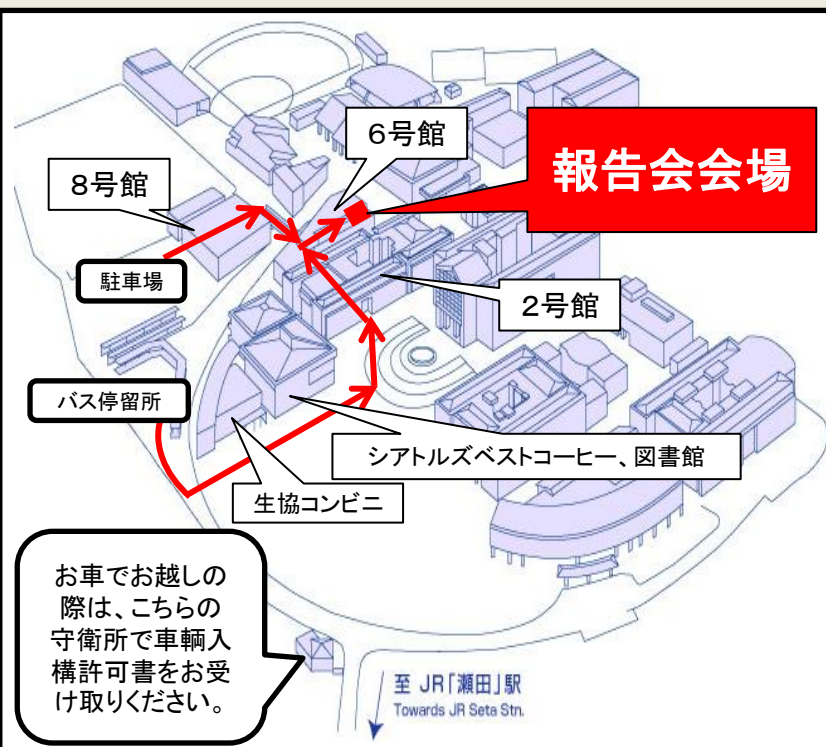 6号館
報告会会場
8号館
駐車場
2号館
バス停留所
シアトルズベストコーヒー、図書館
生協コンビニ
お車でお越しの
際は、こちらの
守衛所で車輌入
構許可書をお受
け取りください。
至 JR「瀬田」駅
Towards JR Seta Stn.